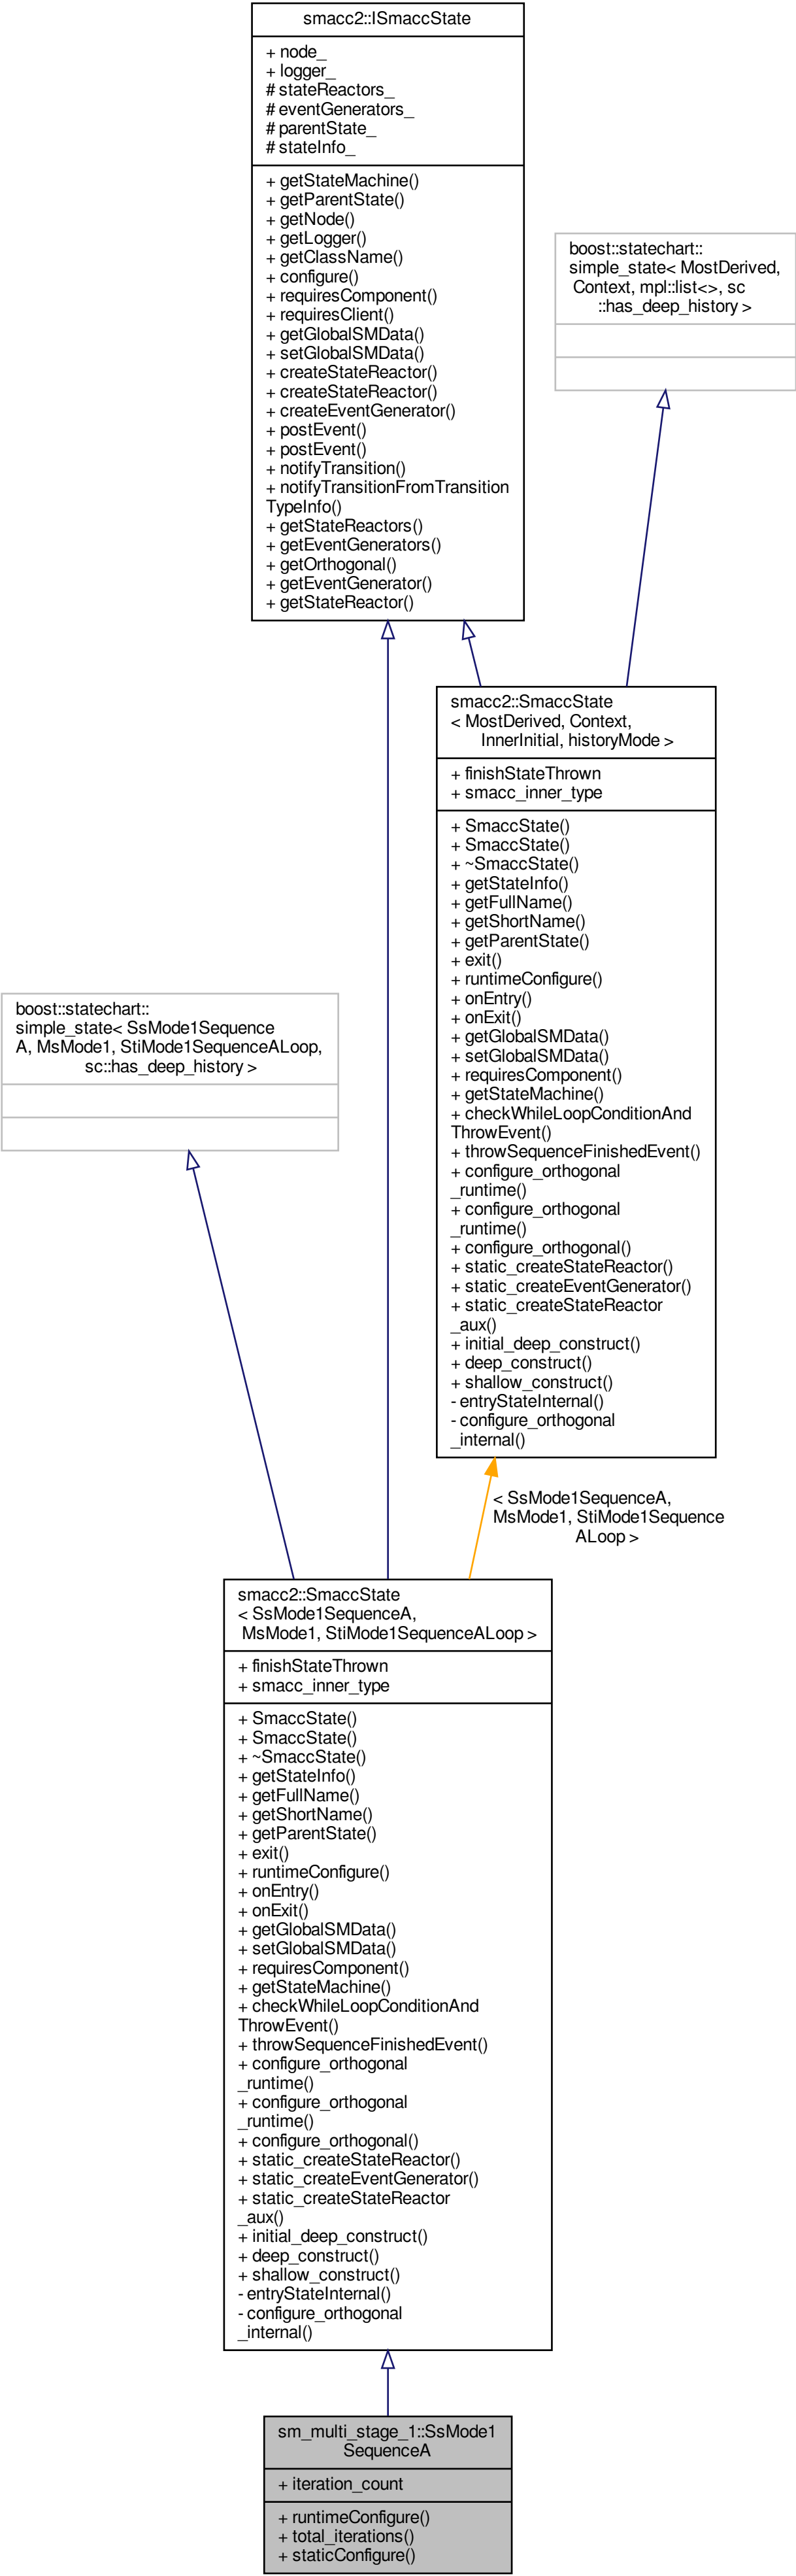 smacc2::ISmaccState
+ node_
+ logger_
# stateReactors_
# eventGenerators_
# parentState_
# stateInfo_
+ getStateMachine()
+ getParentState()
+ getNode()
+ getLogger()
+ getClassName()
+ configure()
+ requiresComponent()
+ requiresClient()
+ getGlobalSMData()
+ setGlobalSMData()
+ createStateReactor()
+ createStateReactor()
+ createEventGenerator()
+ postEvent()
+ postEvent()
+ notifyTransition()
+ notifyTransitionFromTransition
TypeInfo()
+ getStateReactors()
+ getEventGenerators()
+ getOrthogonal()
+ getEventGenerator()
+ getStateReactor()
boost::statechart::
simple_state< MostDerived,
Context, mpl::list<>, sc
::has_deep_history >
smacc2::SmaccState
< MostDerived, Context,
InnerInitial, historyMode >
+ finishStateThrown
+ smacc_inner_type
+ SmaccState()
+ SmaccState()
+ ~SmaccState()
+ getStateInfo()
+ getFullName()
+ getShortName()
+ getParentState()
+ exit()
+ runtimeConfigure()
+ onEntry()
+ onExit()
+ getGlobalSMData()
+ setGlobalSMData()
+ requiresComponent()
+ getStateMachine()
+ checkWhileLoopConditionAnd
ThrowEvent()
+ throwSequenceFinishedEvent()
+ configure_orthogonal
_runtime()
+ configure_orthogonal
_runtime()
+ configure_orthogonal()
+ static_createStateReactor()
+ static_createEventGenerator()
+ static_createStateReactor
_aux()
+ initial_deep_construct()
+ deep_construct()
+ shallow_construct()
- entryStateInternal()
- configure_orthogonal
_internal()
boost::statechart::
simple_state< SsMode1Sequence
A, MsMode1, StiMode1SequenceALoop,
sc::has_deep_history >
< SsMode1SequenceA,
MsMode1, StiMode1Sequence
ALoop >
smacc2::SmaccState
< SsMode1SequenceA,
MsMode1, StiMode1SequenceALoop >
+ finishStateThrown
+ smacc_inner_type
+ SmaccState()
+ SmaccState()
+ ~SmaccState()
+ getStateInfo()
+ getFullName()
+ getShortName()
+ getParentState()
+ exit()
+ runtimeConfigure()
+ onEntry()
+ onExit()
+ getGlobalSMData()
+ setGlobalSMData()
+ requiresComponent()
+ getStateMachine()
+ checkWhileLoopConditionAnd
ThrowEvent()
+ throwSequenceFinishedEvent()
+ configure_orthogonal
_runtime()
+ configure_orthogonal
_runtime()
+ configure_orthogonal()
+ static_createStateReactor()
+ static_createEventGenerator()
+ static_createStateReactor
_aux()
+ initial_deep_construct()
+ deep_construct()
+ shallow_construct()
- entryStateInternal()
- configure_orthogonal
_internal()
sm_multi_stage_1::SsMode1
SequenceA
+ iteration_count
+ runtimeConfigure()
+ total_iterations()
+ staticConfigure()